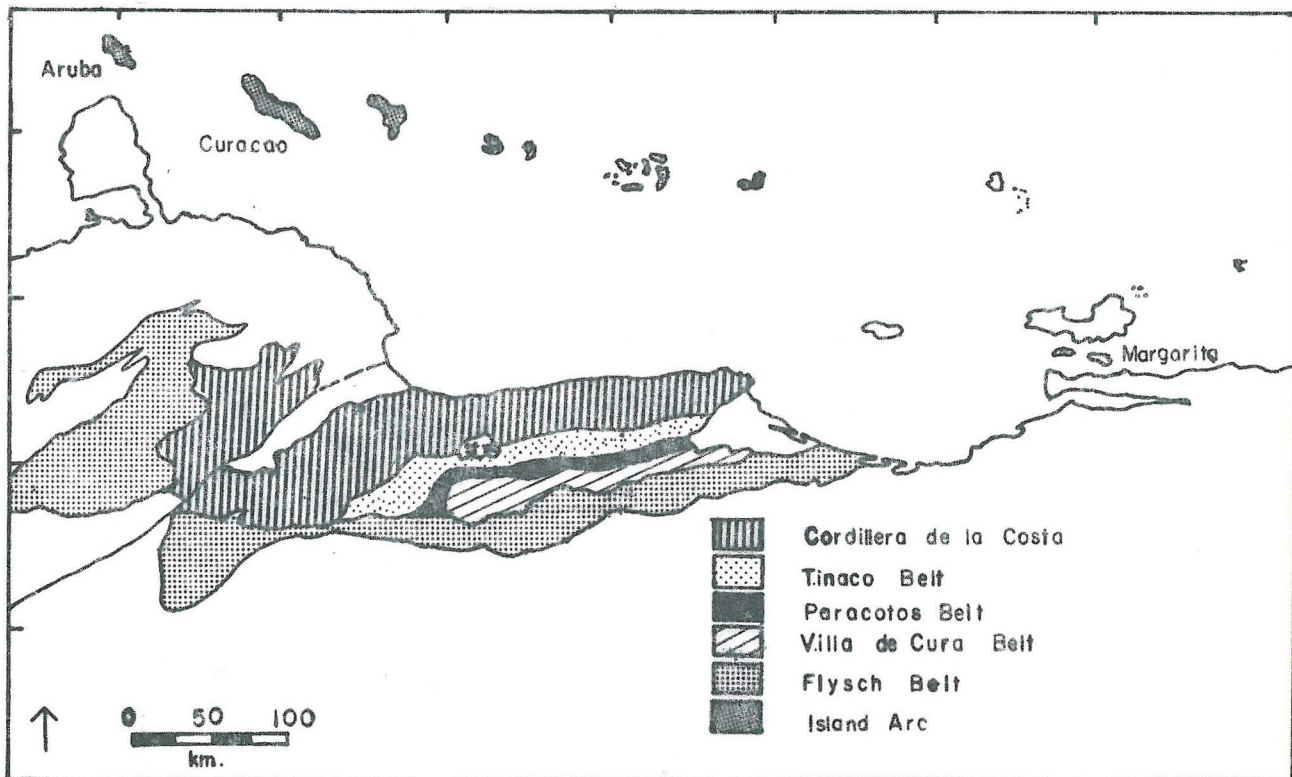 Aruba
Curacao
Margarita
Cordillera de la Costa
Tinaco Belt
Paracotos Belt
Villa de Cura Belt
Flysch Belt
Island Arc
0 50 100
km.